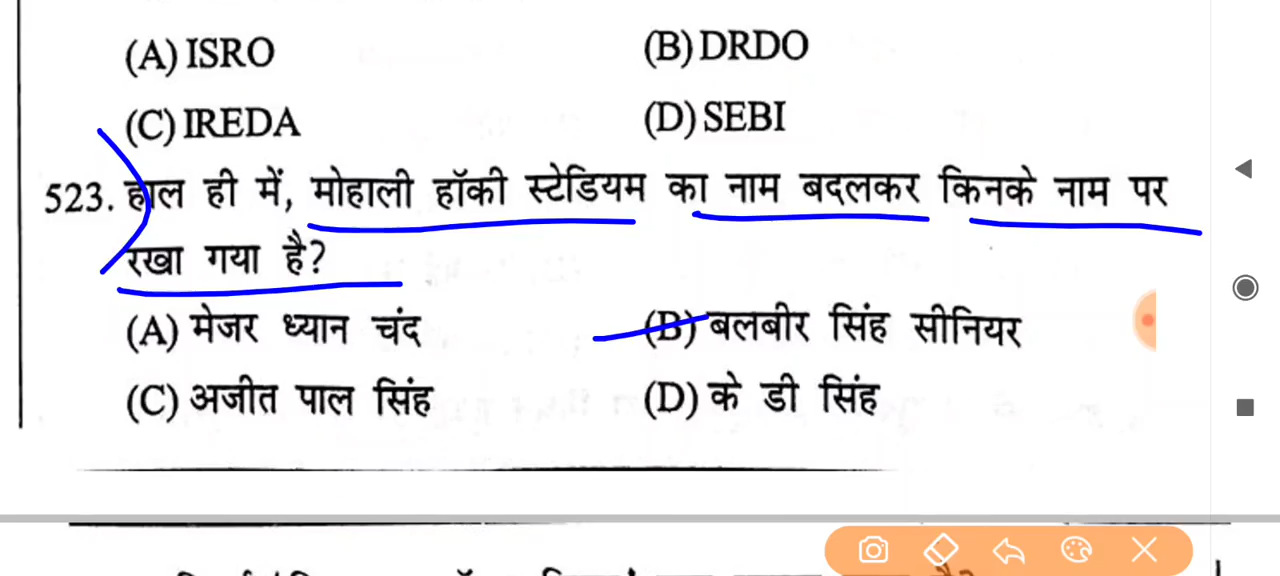 (A) ISRO (B) DRDO
(C) IREDA (D) SEBI
523. हाल ही में, मोहाली हॉकी स्टेडियम का नाम बदलकर किनके नाम पर
रखा गया है?
(A) मेजर ध्यान चंद (B) बलबीर सिंह सीनियर
(C) अजीत पाल सिंह (D) के डी सिंह